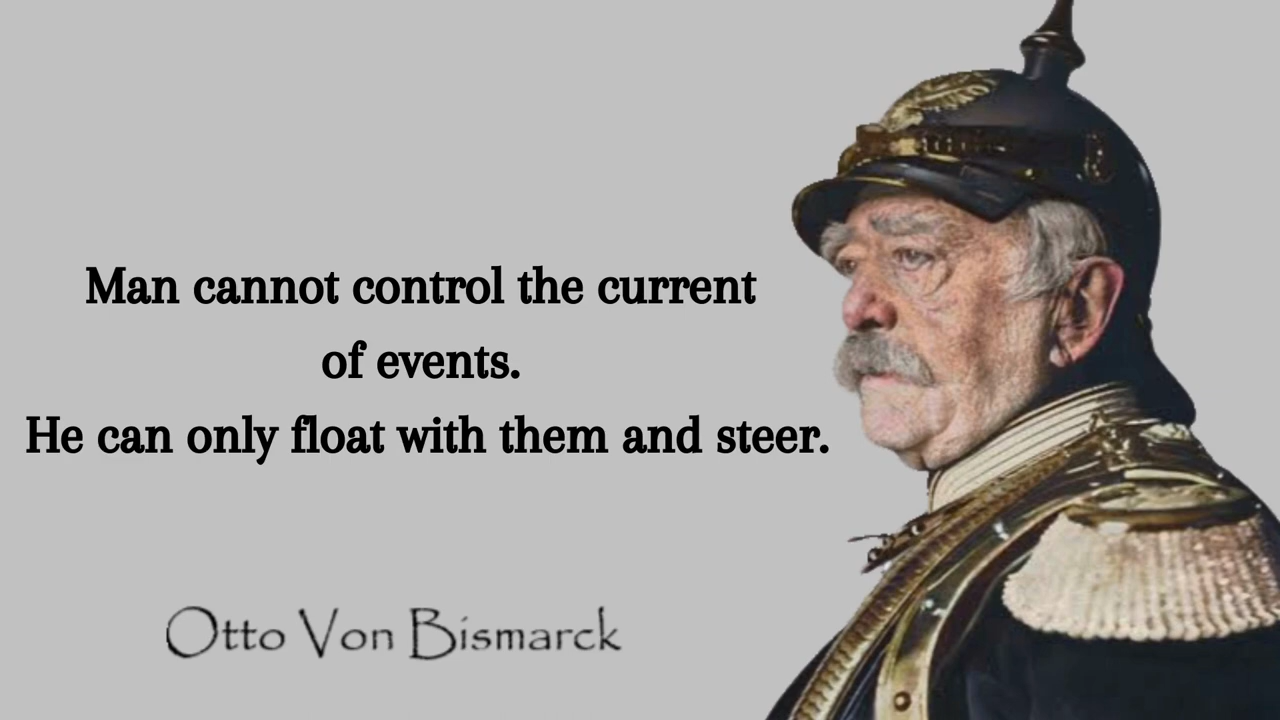 Man cannot control the current
of events.
He can only float with them and steer.
Otto Von Bismarck